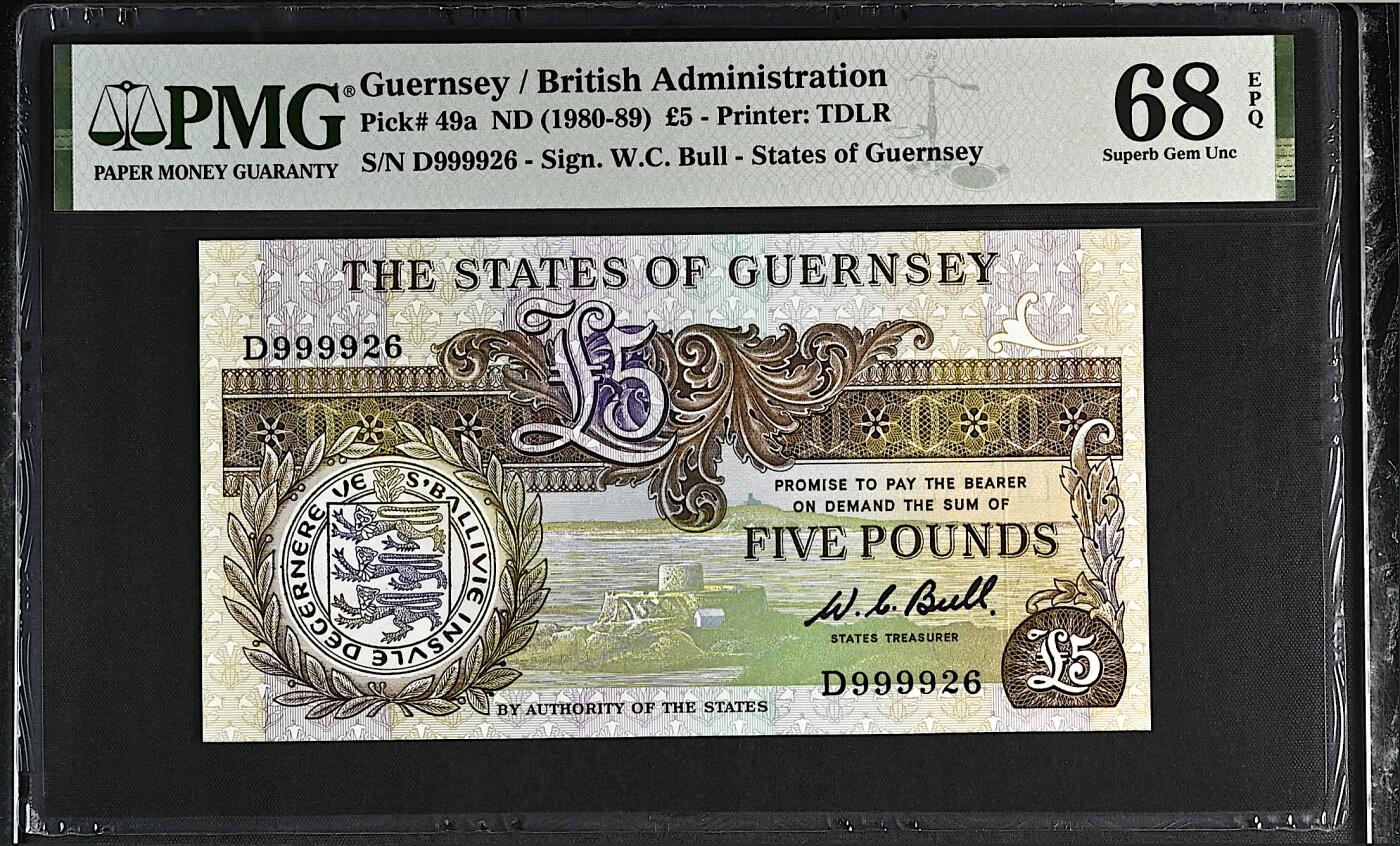 PMG®
PAPER MONEY GUARANTY
Guernsey / British Administration
Pick# 49a ND (1980-89) £5 - Printer: TDLR
S/N D999926 - Sign. W.C. Bull - States of Guernsey
68
EPQ
Superb Gem Unc
THE STATES OF GUERNSEY
D999926
£5
S'BALLIVIE INSVLE DEGERNEREYE
PROMISE TO PAY THE BEARER
ON DEMAND THE SUM OF
FIVE POUNDS
W. C. Bull.
STATES TREASURER
D999926
£5
BY AUTHORITY OF THE STATES